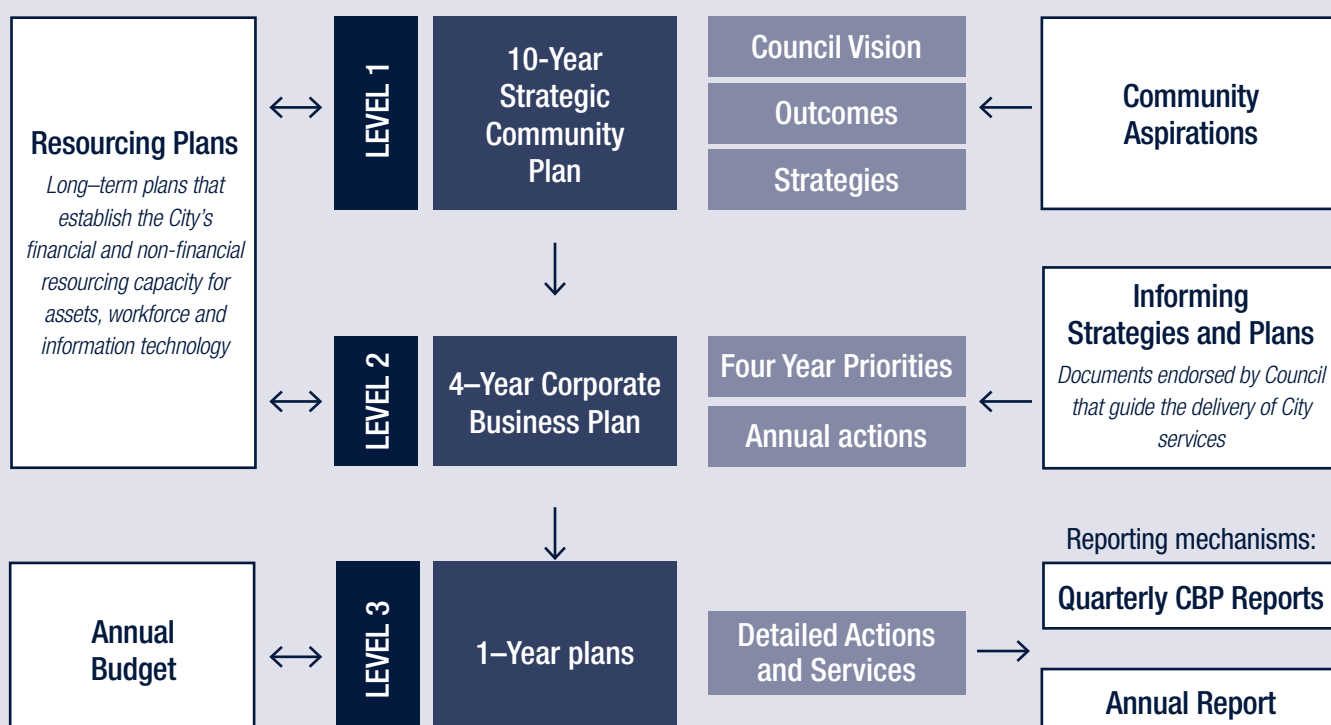 Resourcing Plans
Long–term plans that
establish the City's
financial and non-financial
resourcing capacity for
assets, workforce and
information technology
LEVEL 1
10-Year
Strategic
Community
Plan
Council Vision
Outcomes
Strategies
Community
Aspirations
LEVEL 2
4–Year Corporate
Business Plan
Four Year Priorities
Annual actions
Informing
Strategies and Plans
Documents endorsed by Council
that guide the delivery of City
services
Annual
Budget
LEVEL 3
1–Year plans
Detailed Actions
and Services
Reporting mechanisms:
Quarterly CBP Reports
Annual Report